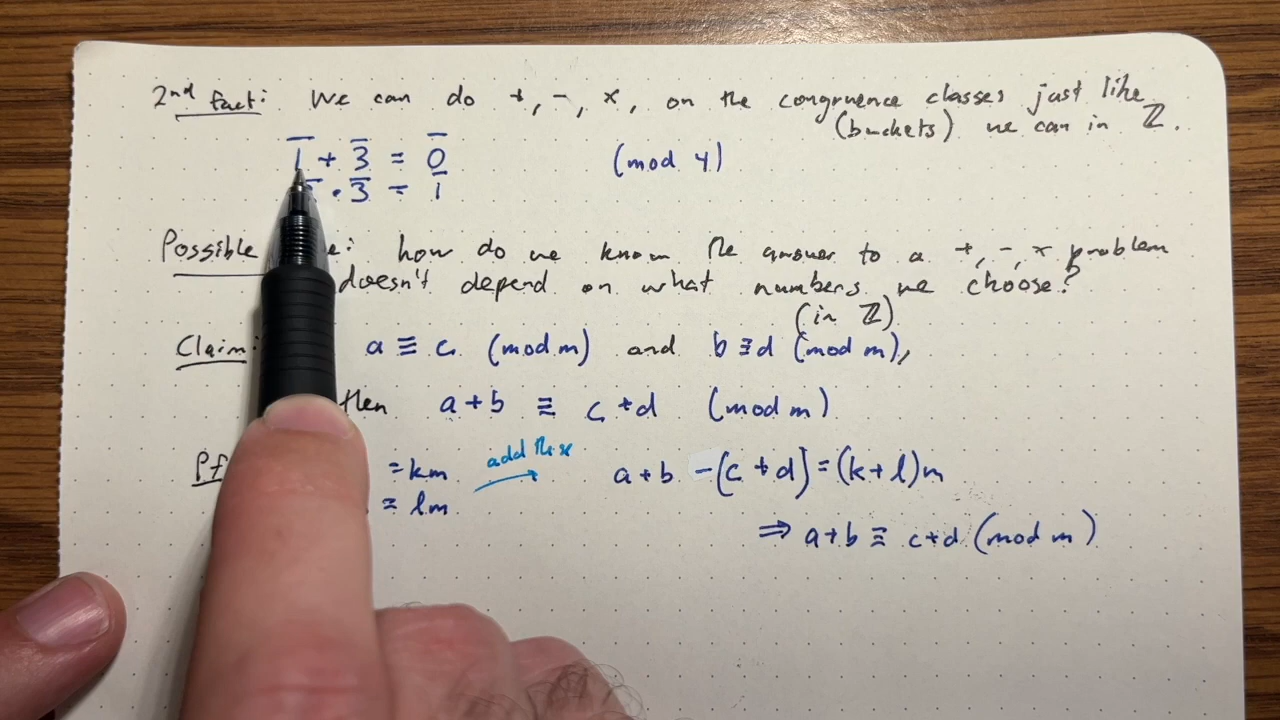 2nd fact: We can do +, -, ×, on the congruence classes just like
(buckets) we can in ℤ.
1̅ + 3̅ = 0̅ (mod 4)
· 3̅ = 1̅
Possible : how do we know the answer to a +, -, × problem
doesn't depend on what numbers we choose?
(in ℤ)
Claim: a ≡ c (mod m) and b ≡ d (mod m),
then a+b ≡ c+d (mod m)
Pf = km add this a+b -(c+d) = (k+l)m
= lm
⇒ a+b ≡ c+d (mod m)